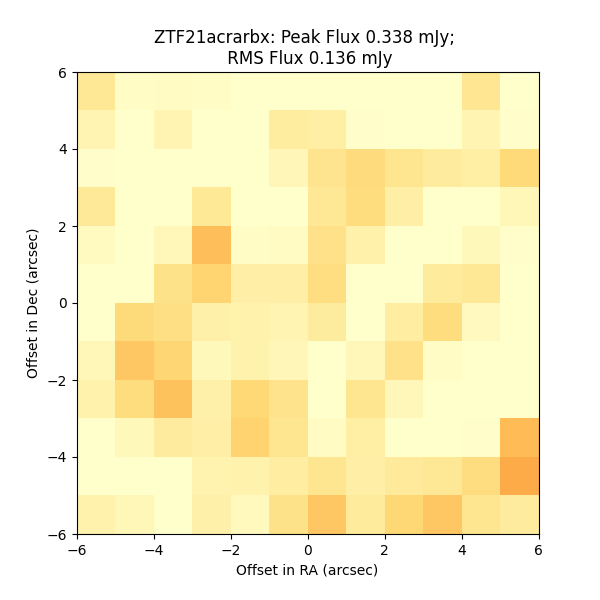 ZTF21acrarbx: Peak Flux 0.338 mJy;
RMS Flux 0.136 mJy
6
4
2
0
−2
−4
−6
Offset in Dec (arcsec)
−6 −4 −2 0 2 4 6
Offset in RA (arcsec)